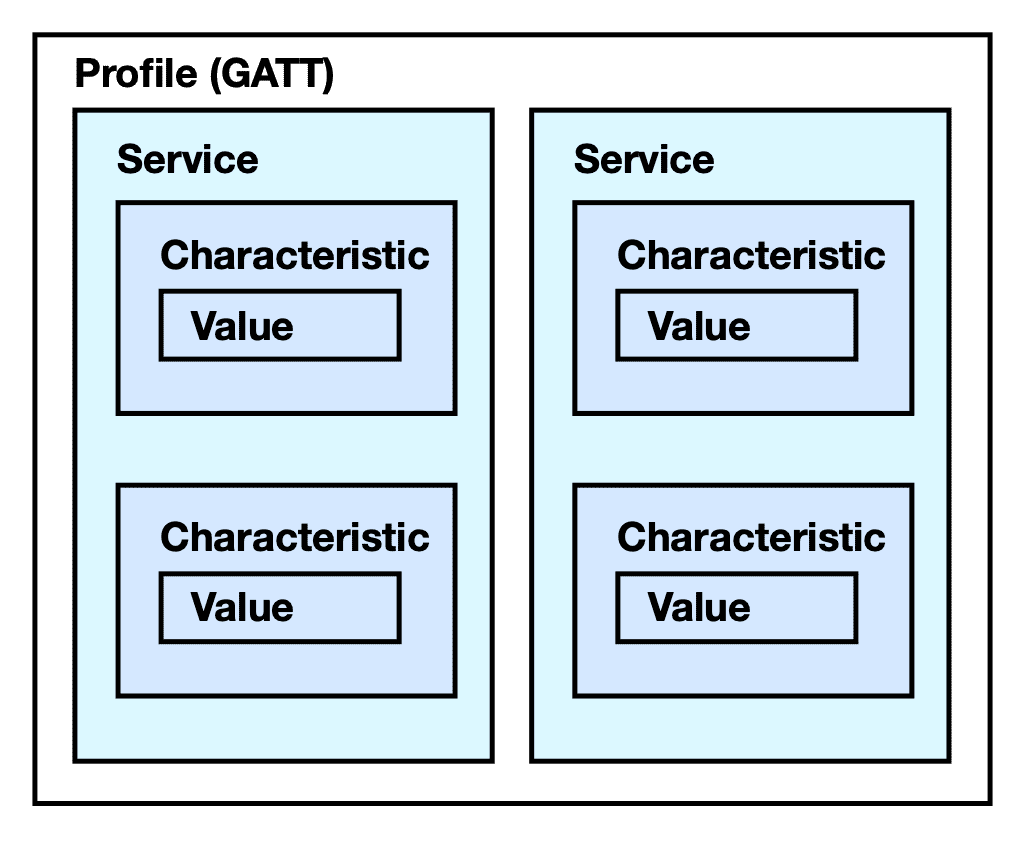 Profile (GATT)
Service
Characteristic
Value
Characteristic
Value
Service
Characteristic
Value
Characteristic
Value